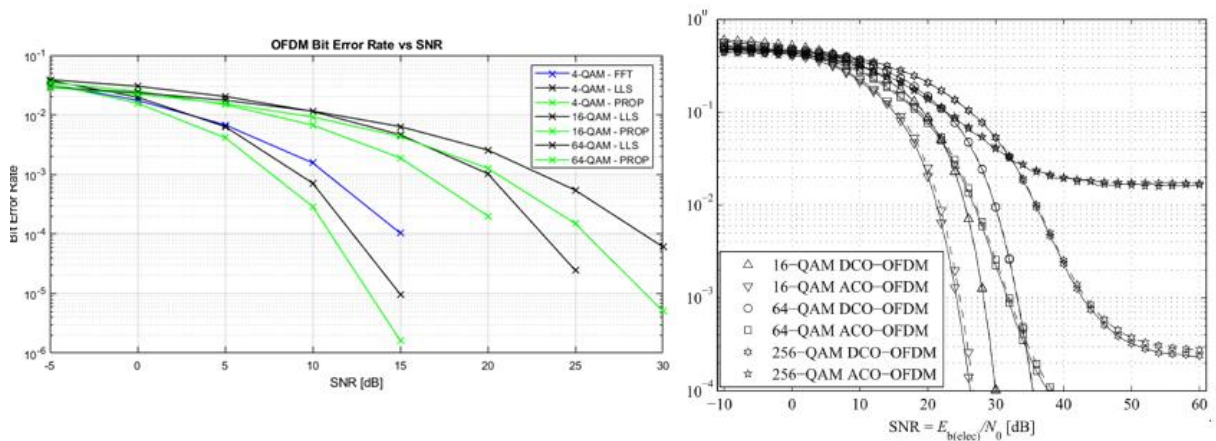 OFDM Bit Error Rate vs SNR
10^-1
10^-2
10^-3
10^-4
10^-5
10^-6
Bit Error Rate
-5
0
5
10
15
20
25
30
SNR [dB]
4-QAM - FFT
4-QAM - LLS
4-QAM - PROP
16-QAM - LLS
16-QAM - PROP
64-QAM - LLS
64-QAM - PROP
10^0
10^-1
10^-2
10^-3
10^-4
16-QAM DCO-OFDM
16-QAM ACO-OFDM
64-QAM DCO-OFDM
64-QAM ACO-OFDM
256-QAM DCO-OFDM
256-QAM ACO-OFDM
-10
0
10
20
30
40
50
60
SNR = E_b(elec)/N_0 [dB]